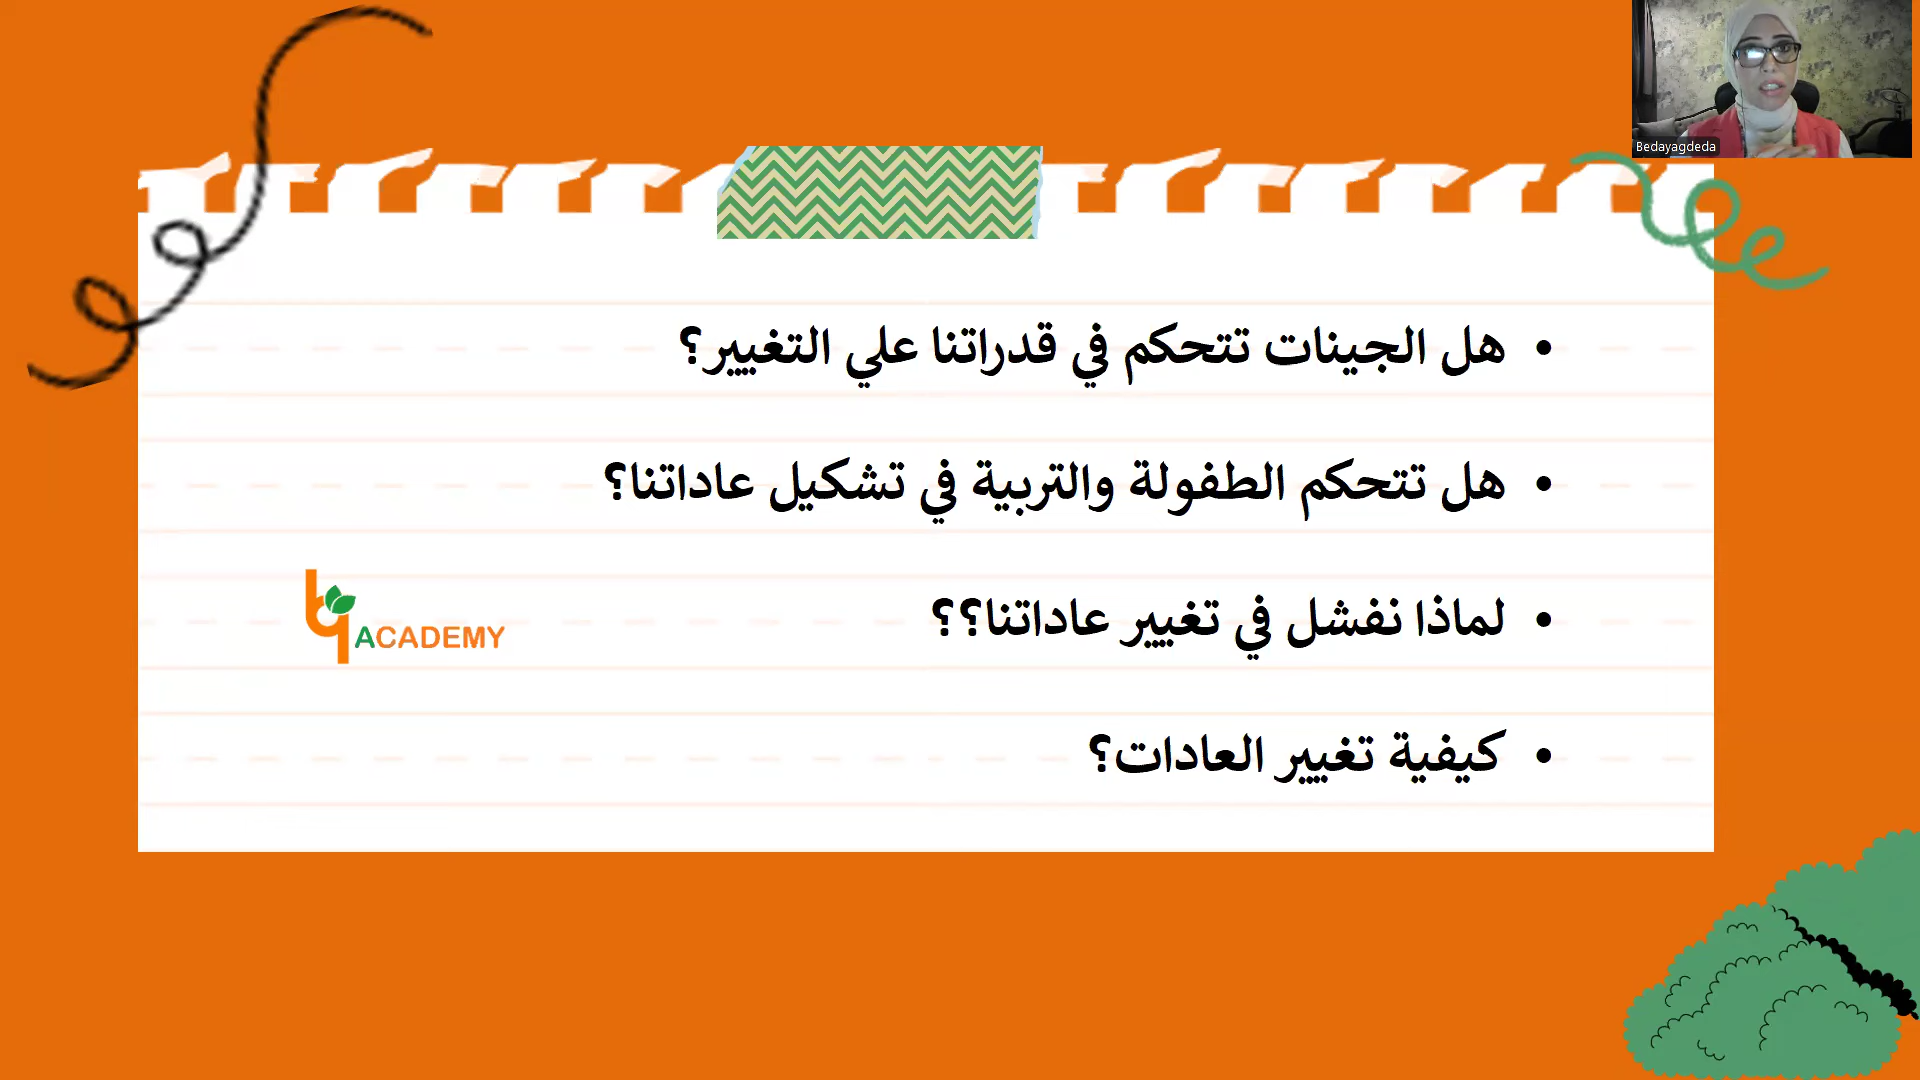 Bedayagdeda
هل الجينات تتحكم في قدراتنا علي التغيير؟
هل تتحكم الطفولة والتربية في تشكيل عاداتنا؟
لماذا نفشل في تغيير عاداتنا؟؟
ACADEMY
كيفية تغيير العادات؟